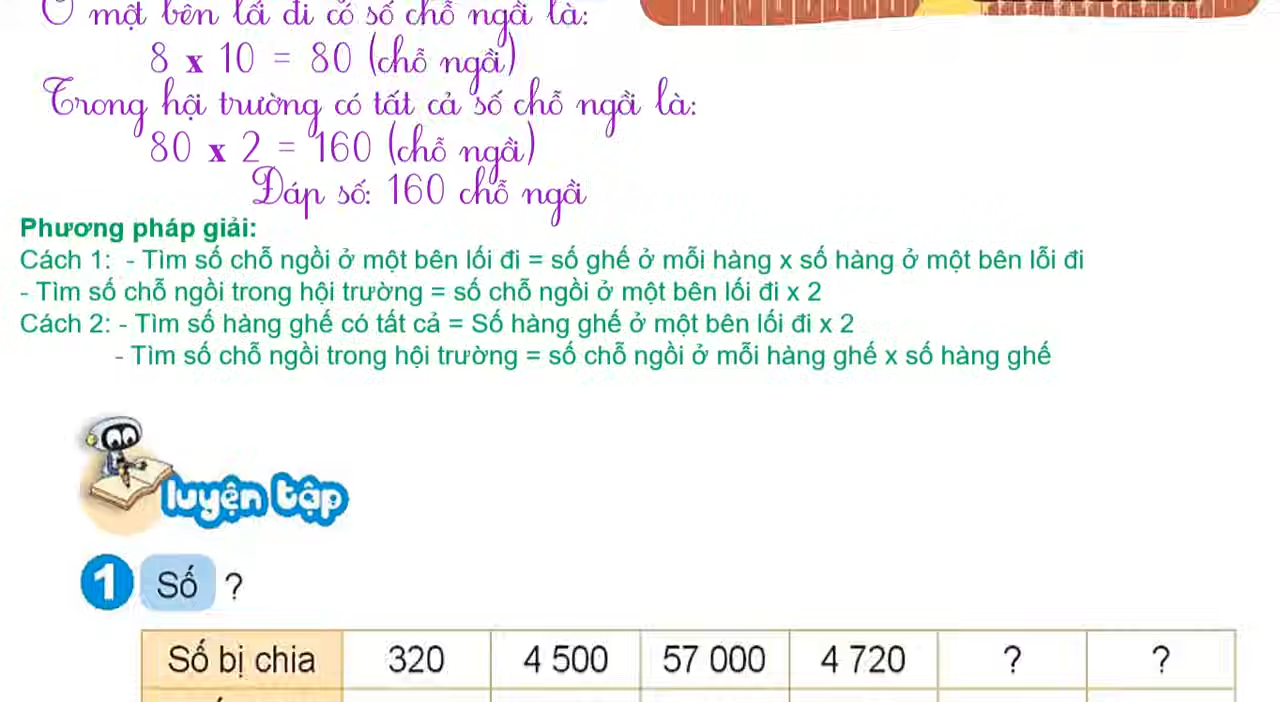 Ở một bên lối đi có số chỗ ngồi là:
8 x 10 = 80 (chỗ ngồi)
Trong hội trường có tất cả số chỗ ngồi là:
80 x 2 = 160 (chỗ ngồi)
Đáp số: 160 chỗ ngồi
Phương pháp giải:
Cách 1: - Tìm số chỗ ngồi ở một bên lối đi = số ghế ở mỗi hàng x số hàng ở một bên lỗi đi
- Tìm số chỗ ngồi trong hội trường = số chỗ ngồi ở một bên lối đi x 2
Cách 2: - Tìm số hàng ghế có tất cả = Số hàng ghế ở một bên lối đi x 2
- Tìm số chỗ ngồi trong hội trường = số chỗ ngồi ở mỗi hàng ghế x số hàng ghế
luyện tập
1 Số ?
Số bị chia 320 4 500 57 000 4 720 ? ?